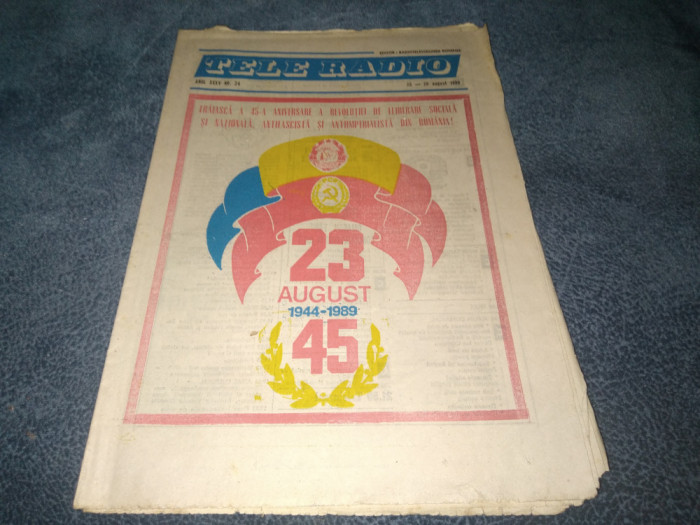 TELE RADIO
ANUL XXXV NR. 34
august 1989
TRĂIASCĂ A 45-A ANIVERSARE A REVOLUȚIEI DE ELIBERARE SOCIALĂ
ȘI NAȚIONALĂ, ANTIFASCISTĂ ȘI ANTIIMPERIALISTĂ DIN ROMÂNIA!
23
AUGUST
1944-1989
45